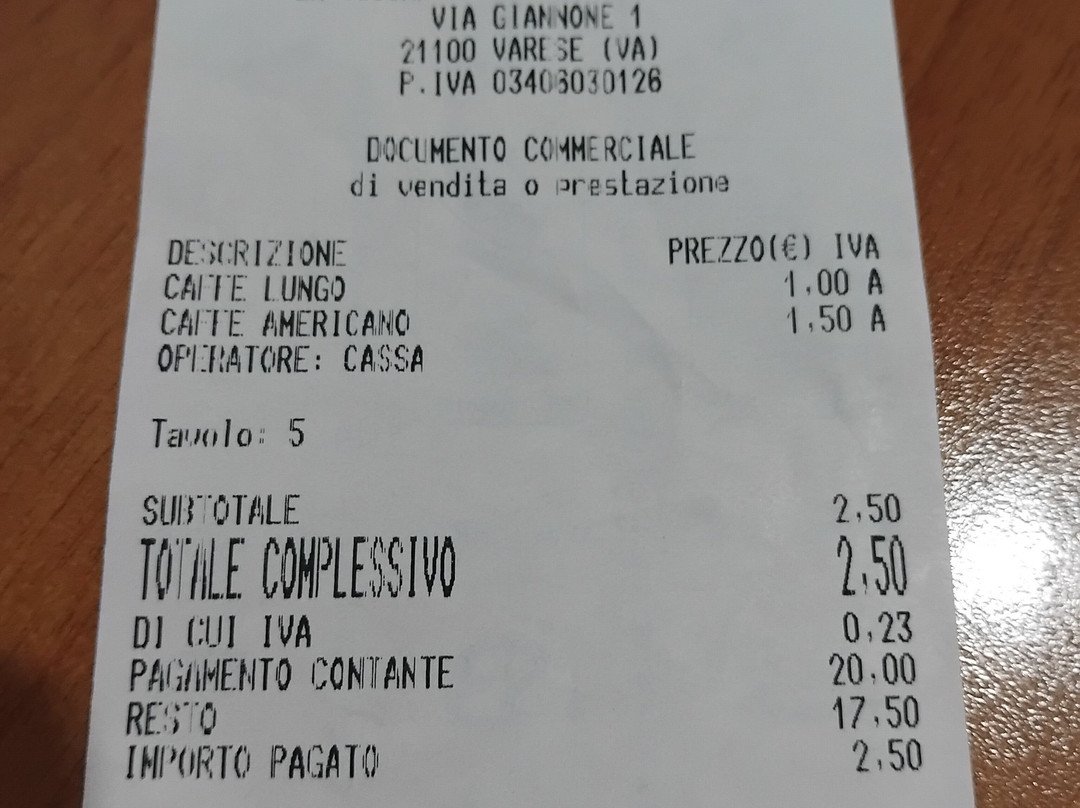 VIA GIANNONE 1
21100 VARESE (VA)
P.IVA 03406030126
DOCUMENTO COMMERCIALE
di vendita o prestazione
DESCRIZIONE PREZZO(€) IVA
CAFFE LUNGO 1,00 A
CAFFE AMERICANO 1,50 A
OPERATORE: CASSA
Tavolo: 5
SUBTOTALE 2,50
TOTALE COMPLESSIVO 2,50
DI CUI IVA 0,23
PAGAMENTO CONTANTE 20,00
RESTO 17,50
IMPORTO PAGATO 2,50